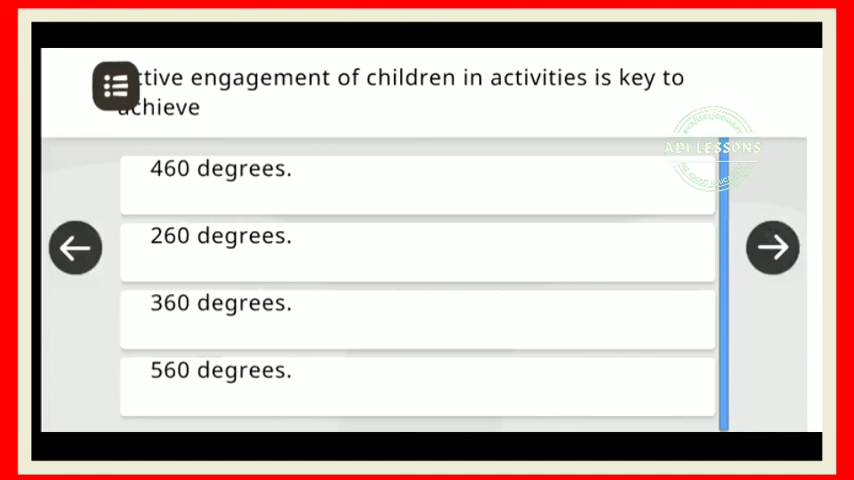 ctive engagement of children in activities is key to
achieve
ADI LESSONS
460 degrees.
260 degrees.
360 degrees.
560 degrees.